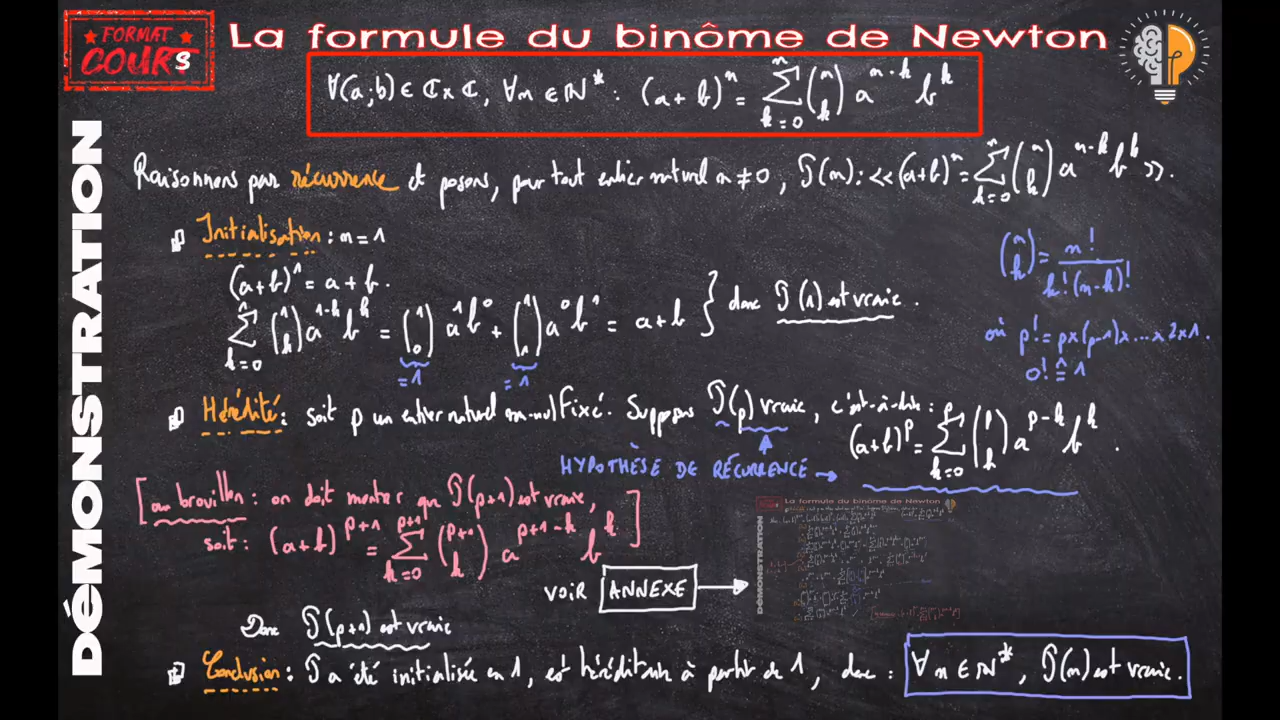 FORMAT
COURS
La formule du binôme de Newton
∀(a;b) ∈ ℂ×ℂ, ∀n ∈ ℕ*: (a+b)^n = ∑_{k=0}^{n} (n k) a^{n-k} b^k
DÉMONSTRATION
Raisonnons par récurrence et posons, pour tout entier naturel n≠0, P(n): <<(a+b)^n = ∑_{k=0}^{n} (n k) a^{n-k} b^k>>.
Initialisation: n=1
(a+b)^1 = a+b.
∑_{k=0}^{1} (1 k) a^{1-k} b^k = (1 0) a^1 b^0 + (1 1) a^0 b^1 = a+b } donc P(1) est vraie.
=1 =1
(n k) = n! / k!(n-k)!
où p! = p×(p-1)×...×2×1.
0! ≙ 1
Hérédité: soit p un entier naturel non-nul fixé. Supposons P(p) vraie, c'est-à-dire:
(a+b)^p = ∑_{k=0}^{p} (p k) a^{p-k} b^k.
HYPOTHÈSE DE RÉCURRENCE →
[au brouillon: on doit montrer que P(p+1) est vraie,
soit: (a+b)^{p+1} = ∑_{k=0}^{p+1} (p+1 k) a^{p+1-k} b^k]
VOIR ANNEXE →
La formule du binôme de Newton
DÉMONSTRATION
Donc P(p+1) est vraie
Conclusion: P a été initialisée en 1, est héréditaire à partir de 1, donc: ∀n∈ℕ*, P(n) est vraie.